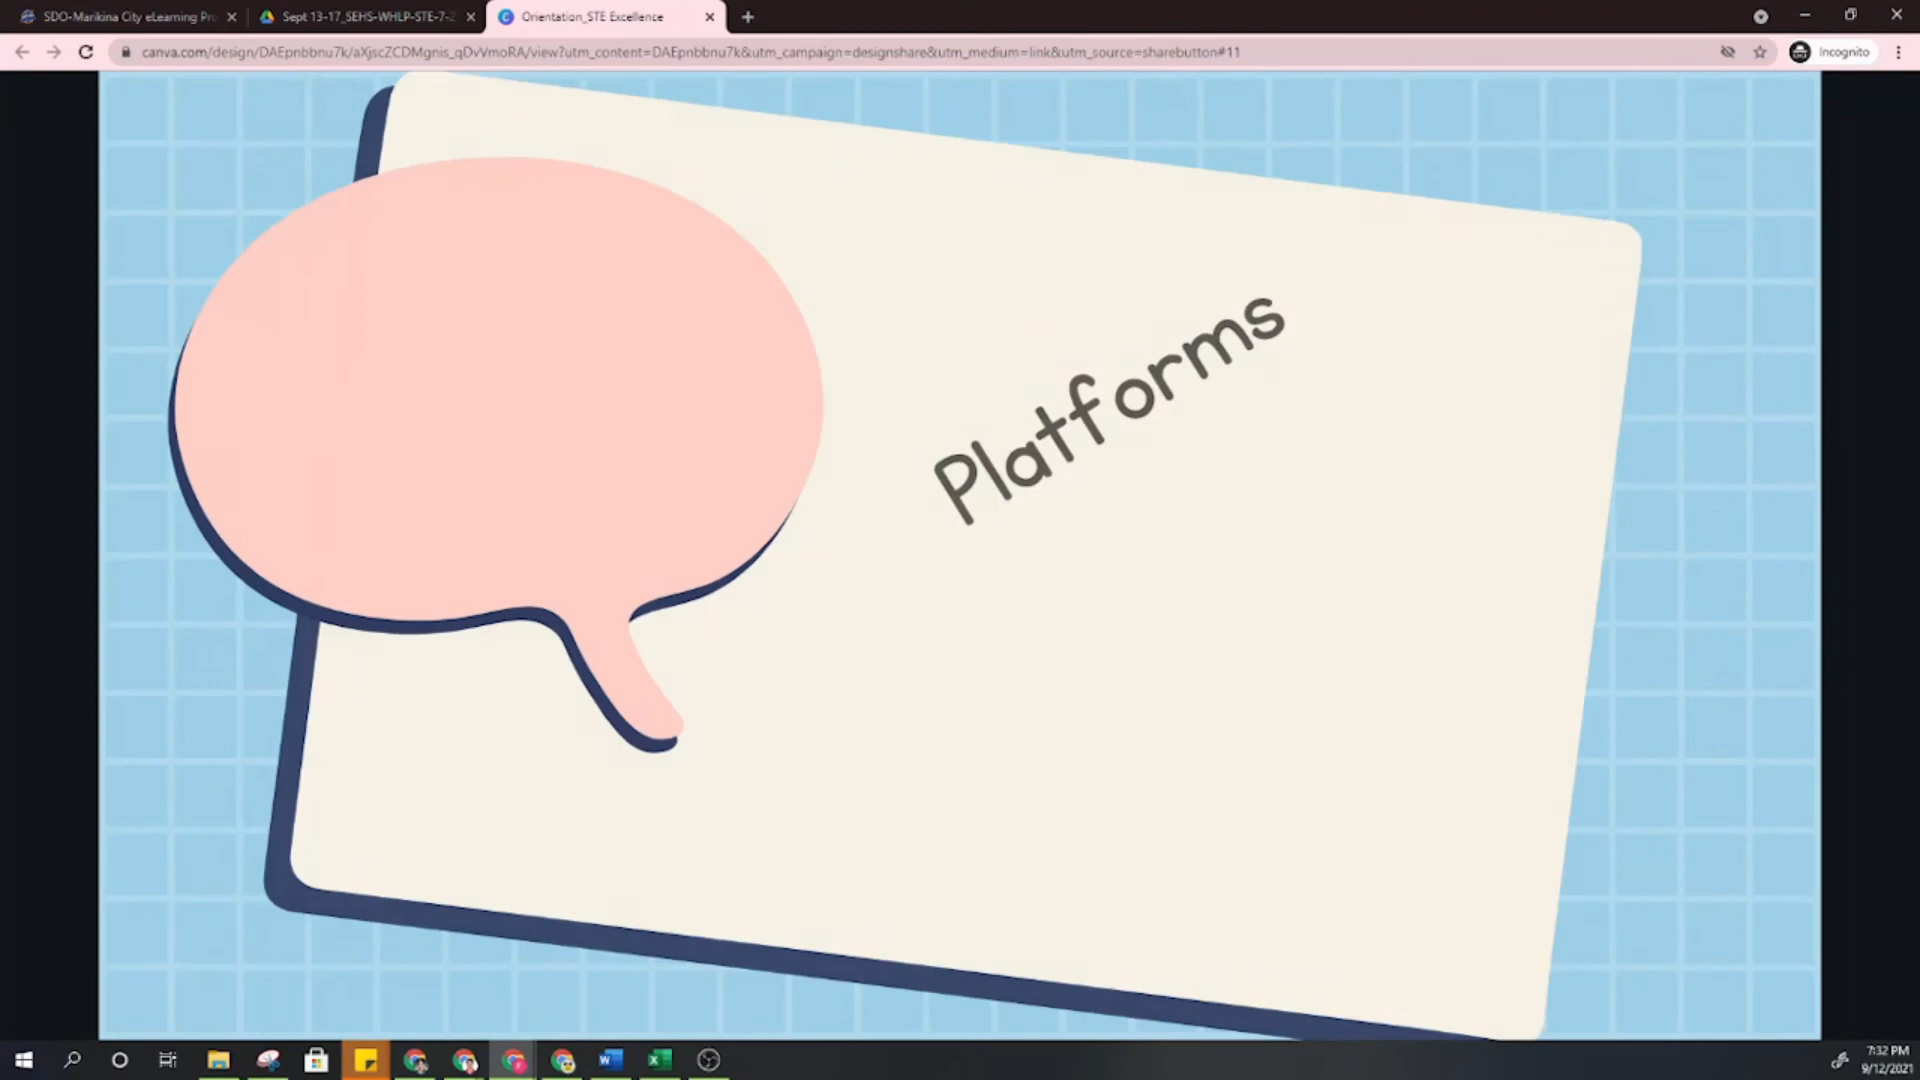 SDO-Marikina City eLearning Pro
Sept 13-17_SEHS-WHLP-STE-7-2
Orientation_STE Excellence
canva.com/design/DAEpnbbnu7k/aXjscZCDMgnis_qDvVmoRA/view?utm_content=DAEpnbbnu7k&utm_campaign=designshare&utm_medium=link&utm_source=sharebutton#11
Incognito
Platforms
7:32 PM
9/12/2021